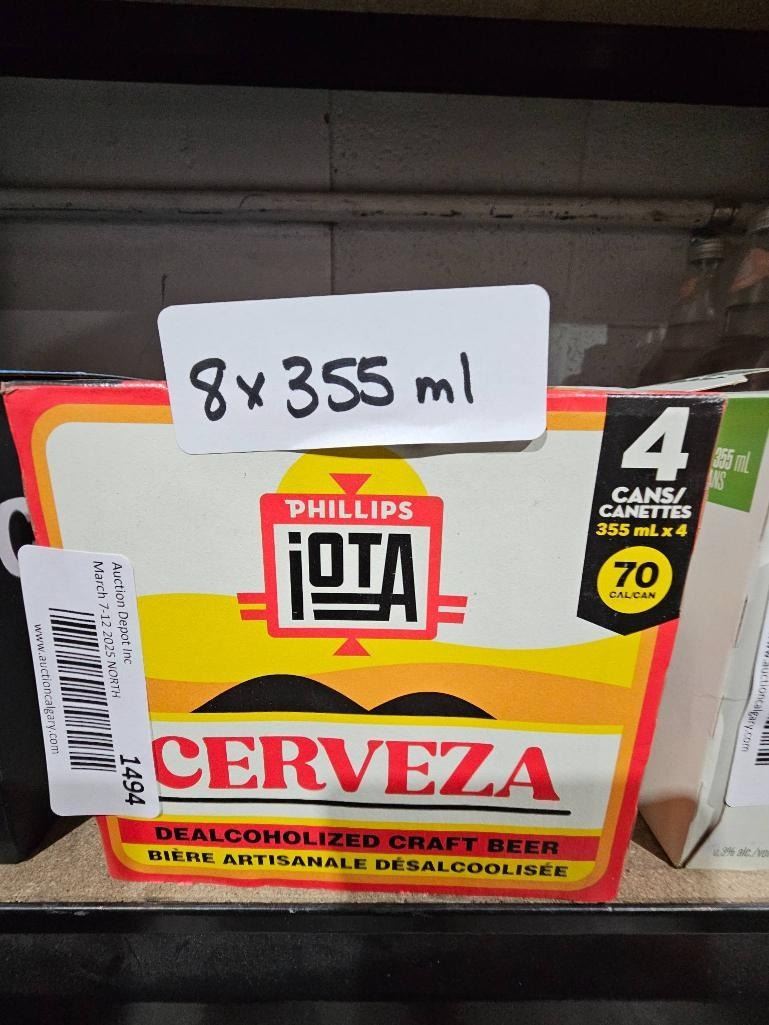 8 x 355 ml
4
CANS/
CANETTES
355 mL x 4
70
CAL/CAN
PHILLIPS
iOTA
CERVEZA
DEALCOHOLIZED CRAFT BEER
BIÈRE ARTISANALE DÉSALCOOLISÉE
Auction Depot Inc
March 7-12 2025 NORTH
www.auctioncalgary.com
1494
355 mL